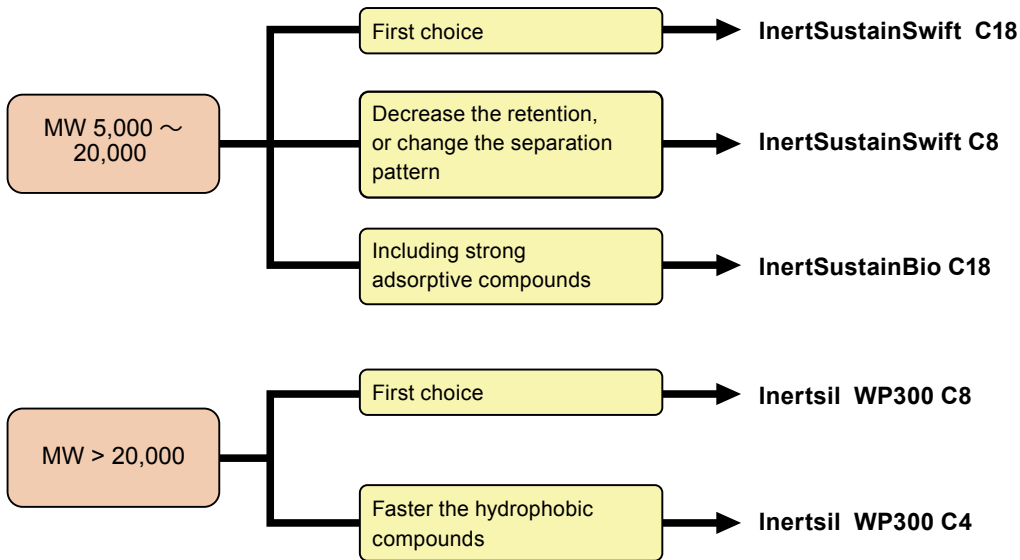 First choice
InertSustainSwift C18
MW 5,000 ～
20,000
Decrease the retention,
or change the separation
pattern
InertSustainSwift C8
Including strong
adsorptive compounds
InertSustainBio C18
First choice
Inertsil WP300 C8
MW > 20,000
Faster the hydrophobic
compounds
Inertsil WP300 C4